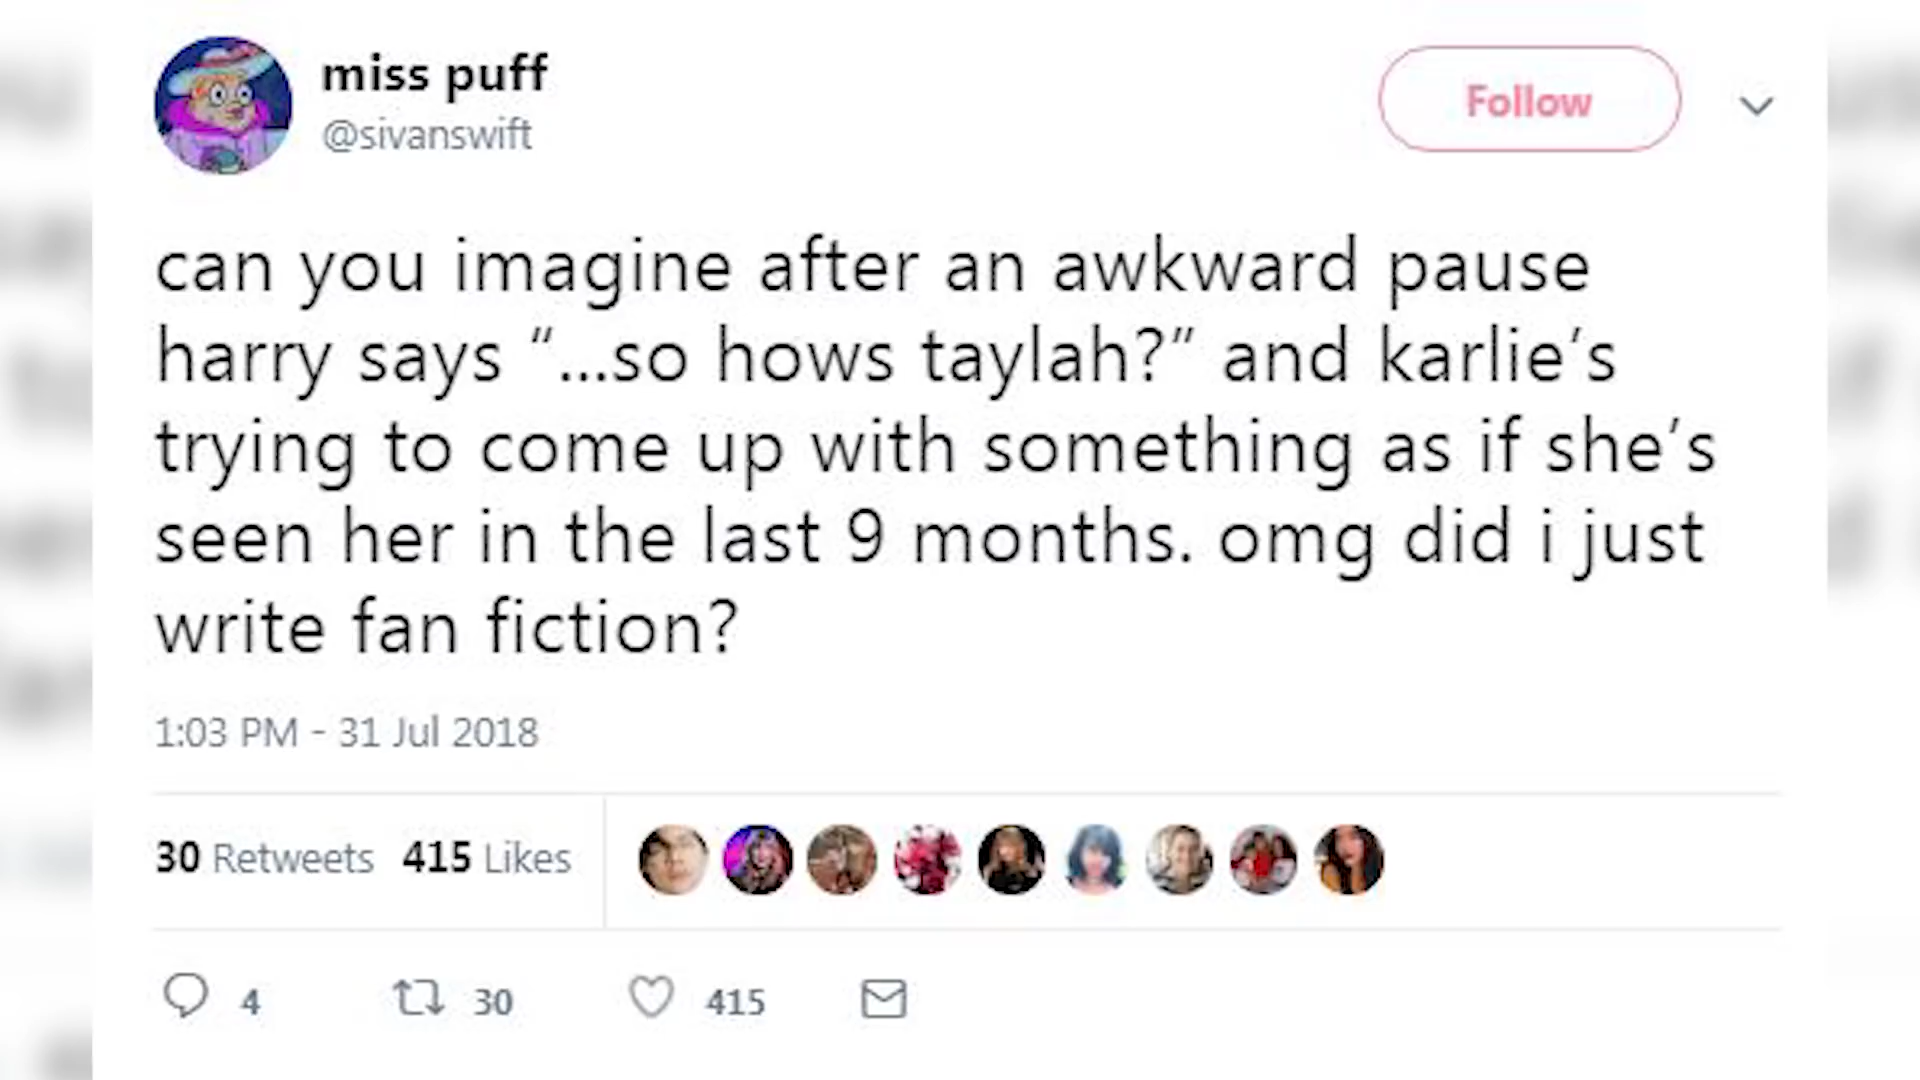 miss puff
@sivanswift
Follow
can you imagine after an awkward pause
harry says “...so hows taylah?” and karlie’s
trying to come up with something as if she’s
seen her in the last 9 months. omg did i just
write fan fiction?
1:03 PM - 31 Jul 2018
30 Retweets 415 Likes
4 30 415